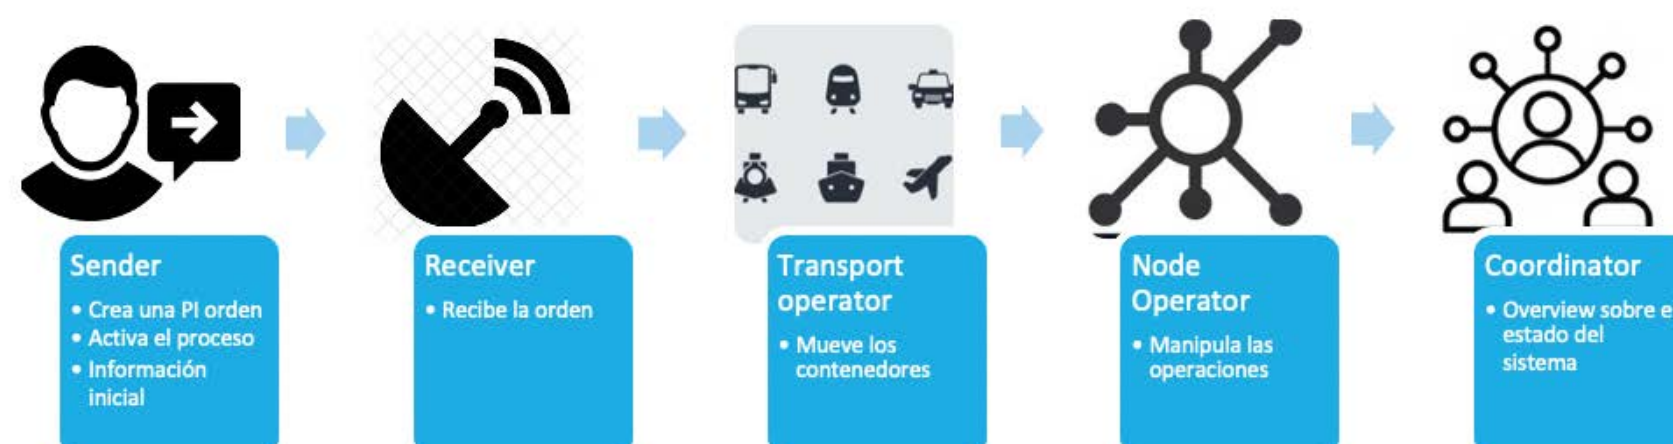 Sender
• Crea una PI orden
• Activa el proceso
• Información
inicial
Receiver
• Recibe la orden
Transport
operator
• Mueve los
contenedores
Node
Operator
• Manipula las
operaciones
Coordinator
• Overview sobre e
estado del
sistema